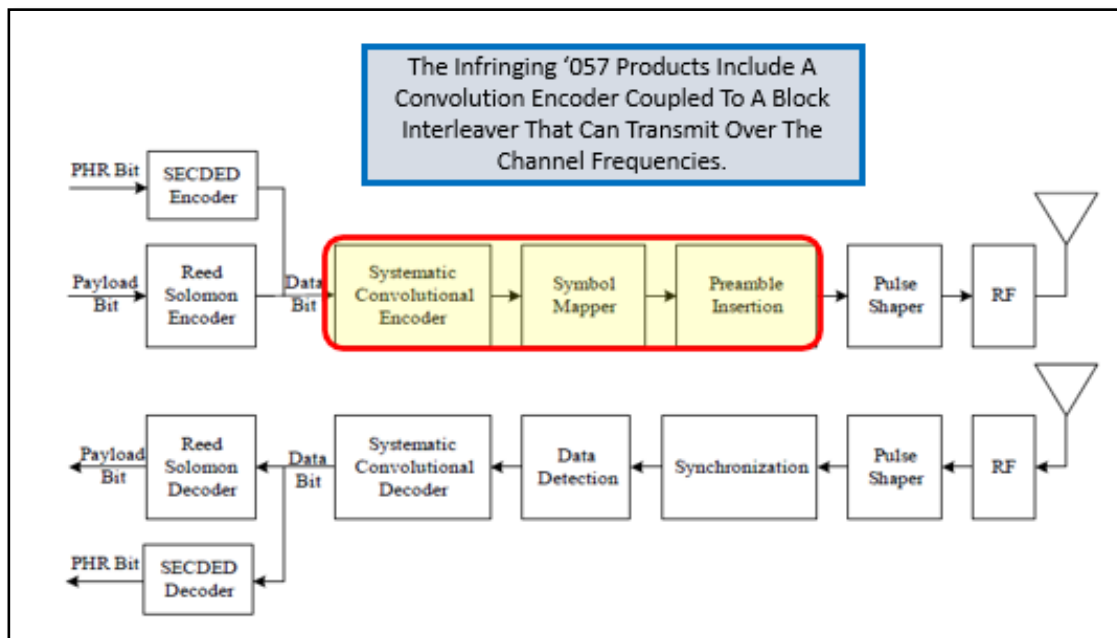 The Infringing ‘057 Products Include A
Convolution Encoder Coupled To A Block
Interleaver That Can Transmit Over The
Channel Frequencies.
PHR Bit
SECDED
Encoder
Payload
Bit
Reed
Solomon
Encoder
Data
Bit
Systematic
Convolutional
Encoder
Symbol
Mapper
Preamble
Insertion
Pulse
Shaper
RF
Payload
Bit
Reed
Solomon
Decoder
Data
Bit
Systematic
Convolutional
Decoder
Data
Detection
Synchronization
Pulse
Shaper
RF
PHR Bit
SECDED
Decoder